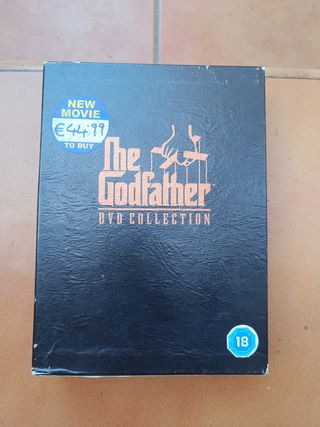 NEW
MOVIE
€44.99
TO BUY
The
Godfather
DVD COLLECTION
18